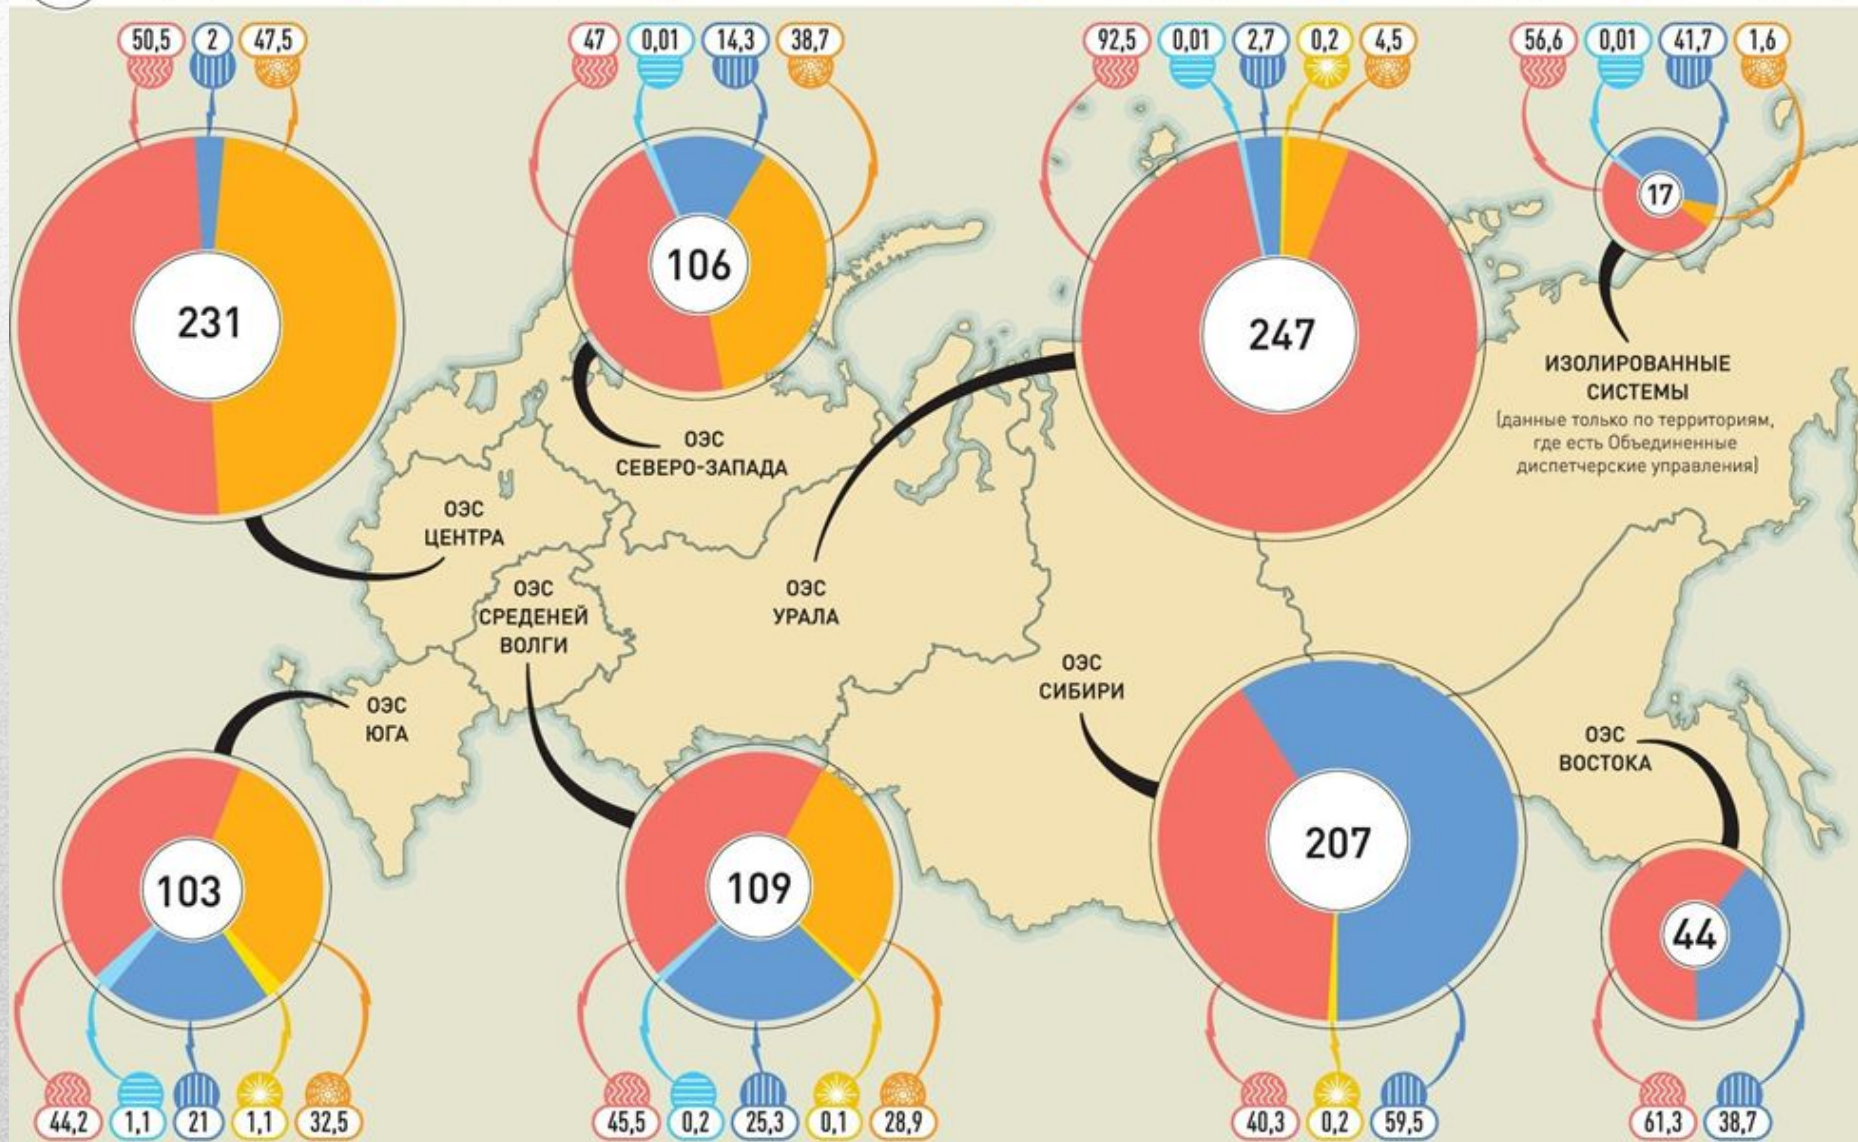 50,5 2 47,5
47 0,01 14,3 38,7
92,5 0,01 2,7 0,2 4,5
56,6 0,01 41,7 1,6
231
106
247
17
ИЗОЛИРОВАННЫЕ
СИСТЕМЫ
(данные только по территориям,
где есть Объединенные
диспетчерские управления)
ОЭС
СЕВЕРО-ЗАПАДА
ОЭС
ЦЕНТРА
ОЭС
СРЕДЕНЕЙ
ВОЛГИ
ОЭС
УРАЛА
ОЭС
СИБИРИ
ОЭС
ЮГА
ОЭС
ВОСТОКА
103
109
207
44
44,2 1,1 21 1,1 32,5
45,5 0,2 25,3 0,1 28,9
40,3 0,2 59,5
61,3 38,7